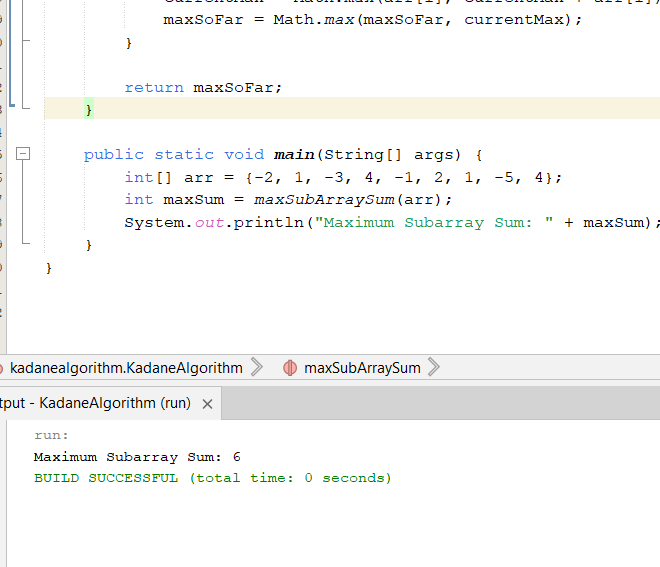 maxSoFar = Math.max(maxSoFar, currentMax);
}
return maxSoFar;
}
public static void main(String[] args) {
int[] arr = {-2, 1, -3, 4, -1, 2, 1, -5, 4};
int maxSum = maxSubArraySum(arr);
System.out.println("Maximum Subarray Sum: " + maxSum);
}
}
kadanealgorithm.KadaneAlgorithm maxSubArraySum
tput - KadaneAlgorithm (run)
run:
Maximum Subarray Sum: 6
BUILD SUCCESSFUL (total time: 0 seconds)